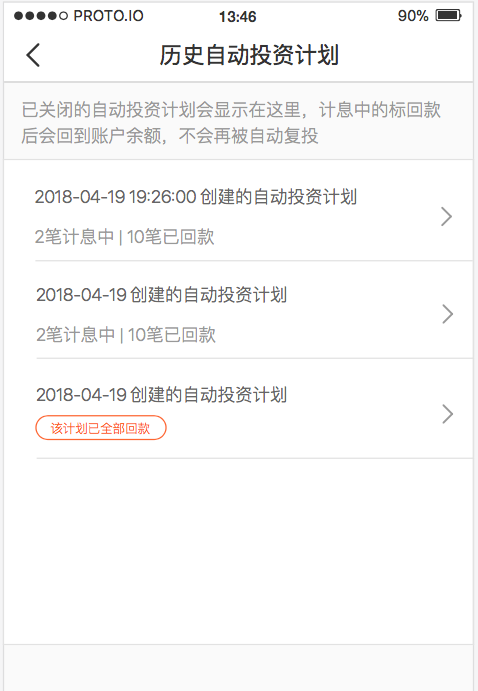 PROTO.IO 13:46 90%
历史自动投资计划
已关闭的自动投资计划会显示在这里，计息中的标回款
后会回到账户余额，不会再被自动复投
2018-04-19 19:26:00 创建的自动投资计划
2笔计息中 | 10笔已回款
2018-04-19 创建的自动投资计划
2笔计息中 | 10笔已回款
2018-04-19 创建的自动投资计划
该计划已全部回款